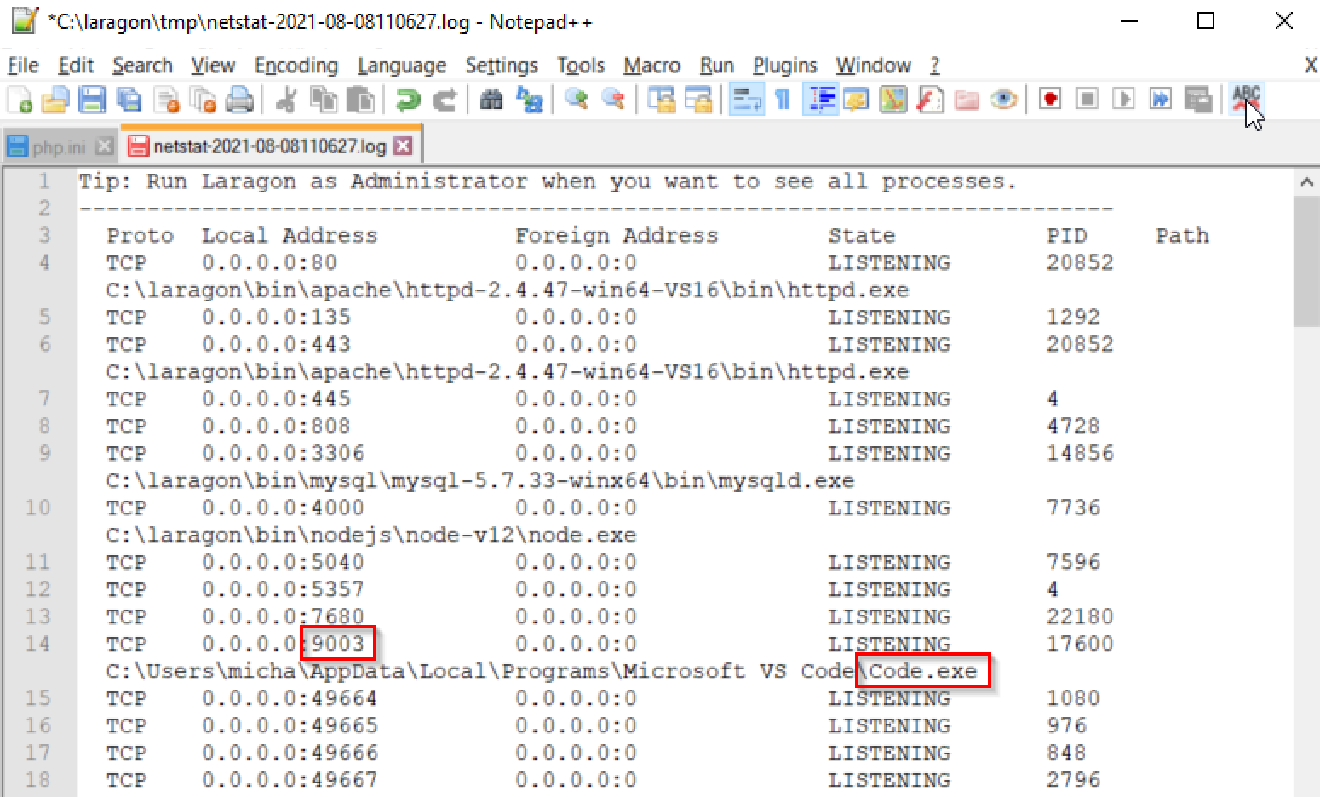 *C:\laragon\tmp\netstat-2021-08-08110627.log - Notepad++
File Edit Search View Encoding Language Settings Tools Macro Run Plugins Window ? X
ABC
php.ini netstat-2021-08-08110627.log
1 Tip: Run Laragon as Administrator when you want to see all processes.
2 -----------------------------------------------------------------------------
3 Proto Local Address Foreign Address State PID Path
4 TCP 0.0.0.0:80 0.0.0.0:0 LISTENING 20852
C:\laragon\bin\apache\httpd-2.4.47-win64-VS16\bin\httpd.exe
5 TCP 0.0.0.0:135 0.0.0.0:0 LISTENING 1292
6 TCP 0.0.0.0:443 0.0.0.0:0 LISTENING 20852
C:\laragon\bin\apache\httpd-2.4.47-win64-VS16\bin\httpd.exe
7 TCP 0.0.0.0:445 0.0.0.0:0 LISTENING 4
8 TCP 0.0.0.0:808 0.0.0.0:0 LISTENING 4728
9 TCP 0.0.0.0:3306 0.0.0.0:0 LISTENING 14856
C:\laragon\bin\mysql\mysql-5.7.33-winx64\bin\mysqld.exe
10 TCP 0.0.0.0:4000 0.0.0.0:0 LISTENING 7736
C:\laragon\bin\nodejs\node-v12\node.exe
11 TCP 0.0.0.0:5040 0.0.0.0:0 LISTENING 7596
12 TCP 0.0.0.0:5357 0.0.0.0:0 LISTENING 4
13 TCP 0.0.0.0:7680 0.0.0.0:0 LISTENING 22180
14 TCP 0.0.0.0:9003 0.0.0.0:0 LISTENING 17600
C:\Users\micha\AppData\Local\Programs\Microsoft VS Code\Code.exe
15 TCP 0.0.0.0:49664 0.0.0.0:0 LISTENING 1080
16 TCP 0.0.0.0:49665 0.0.0.0:0 LISTENING 976
17 TCP 0.0.0.0:49666 0.0.0.0:0 LISTENING 848
18 TCP 0.0.0.0:49667 0.0.0.0:0 LISTENING 2796